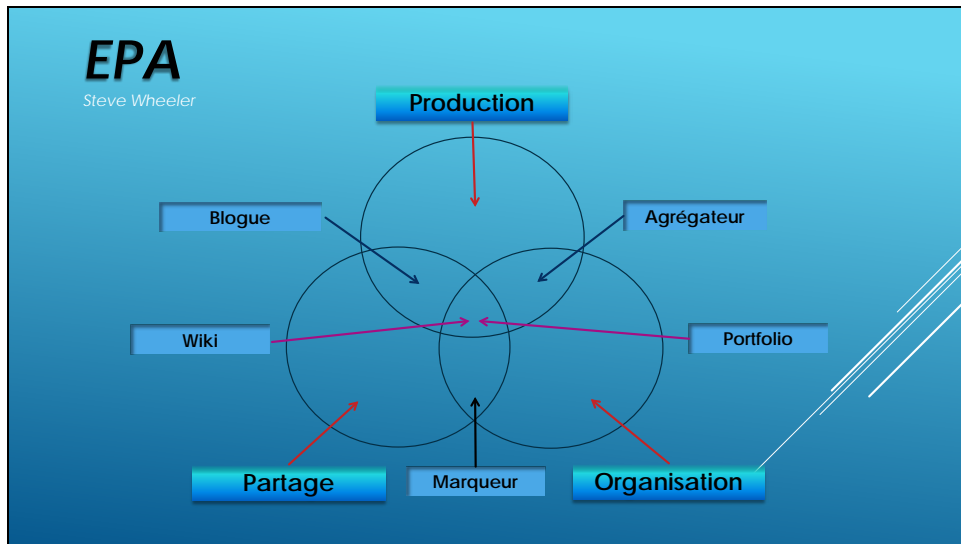 EPA
Steve Wheeler
Production
Blogue
Agrégateur
Wiki
Portfolio
Partage
Marqueur
Organisation